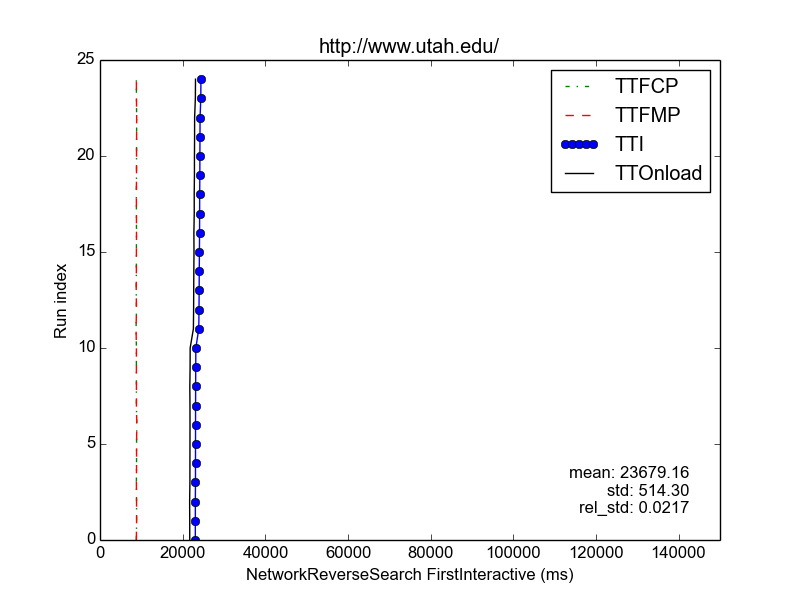 http://www.utah.edu/
TTFCP
TTFMP
TTI
TTOnload
25
20
15
10
5
0
Run index
mean: 23679.16
std: 514.30
rel_std: 0.0217
0 20000 40000 60000 80000 100000 120000 140000
NetworkReverseSearch FirstInteractive (ms)